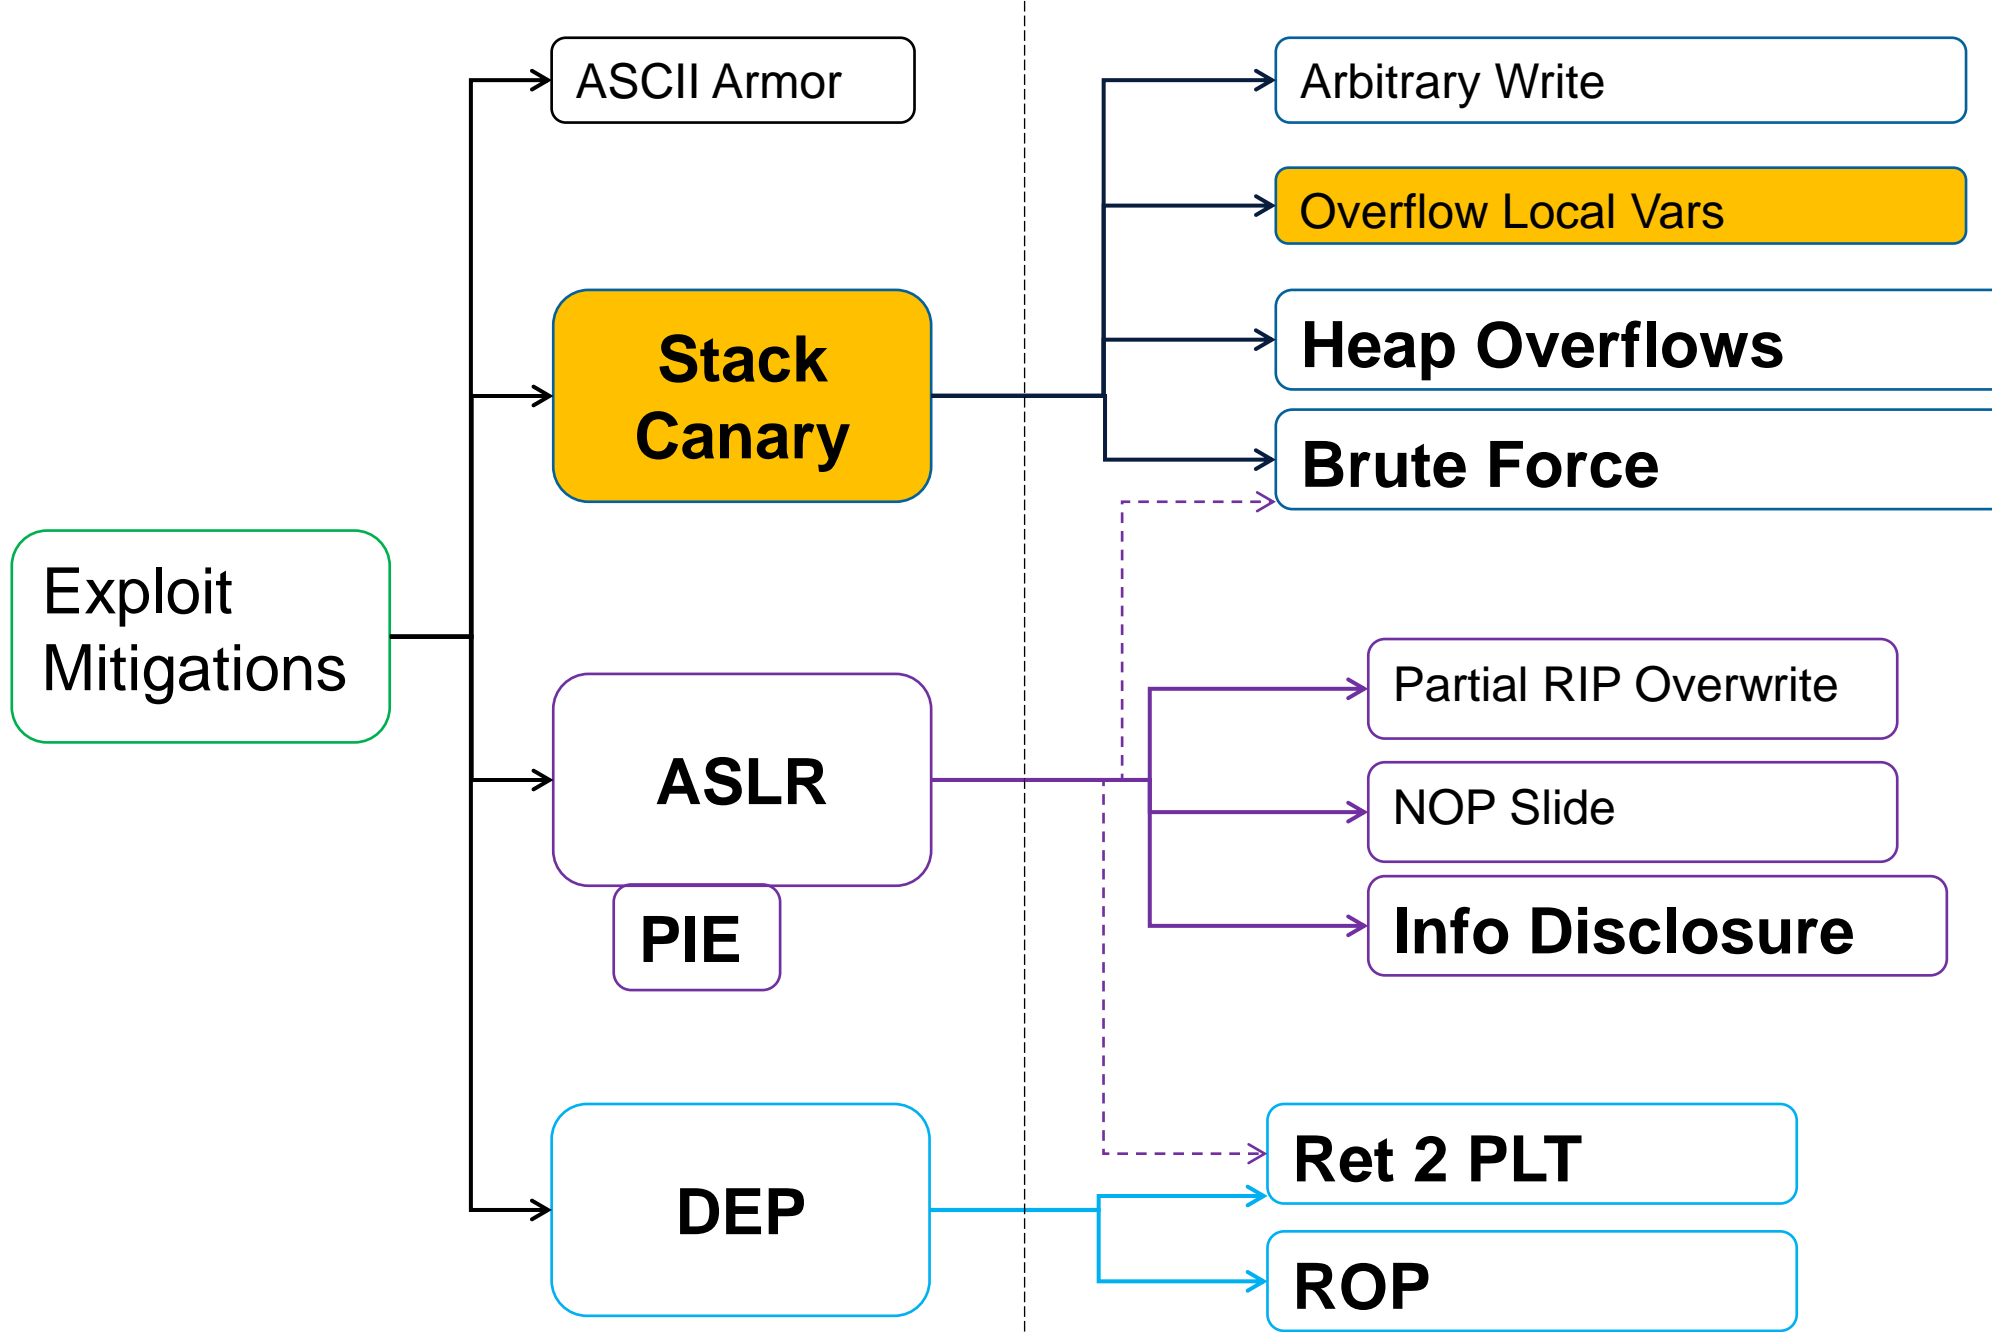 Exploit
Mitigations
ASCII Armor
Stack
Canary
ASLR
PIE
DEP
Arbitrary Write
Overflow Local Vars
Heap Overflows
Brute Force
Partial RIP Overwrite
NOP Slide
Info Disclosure
Ret 2 PLT
ROP